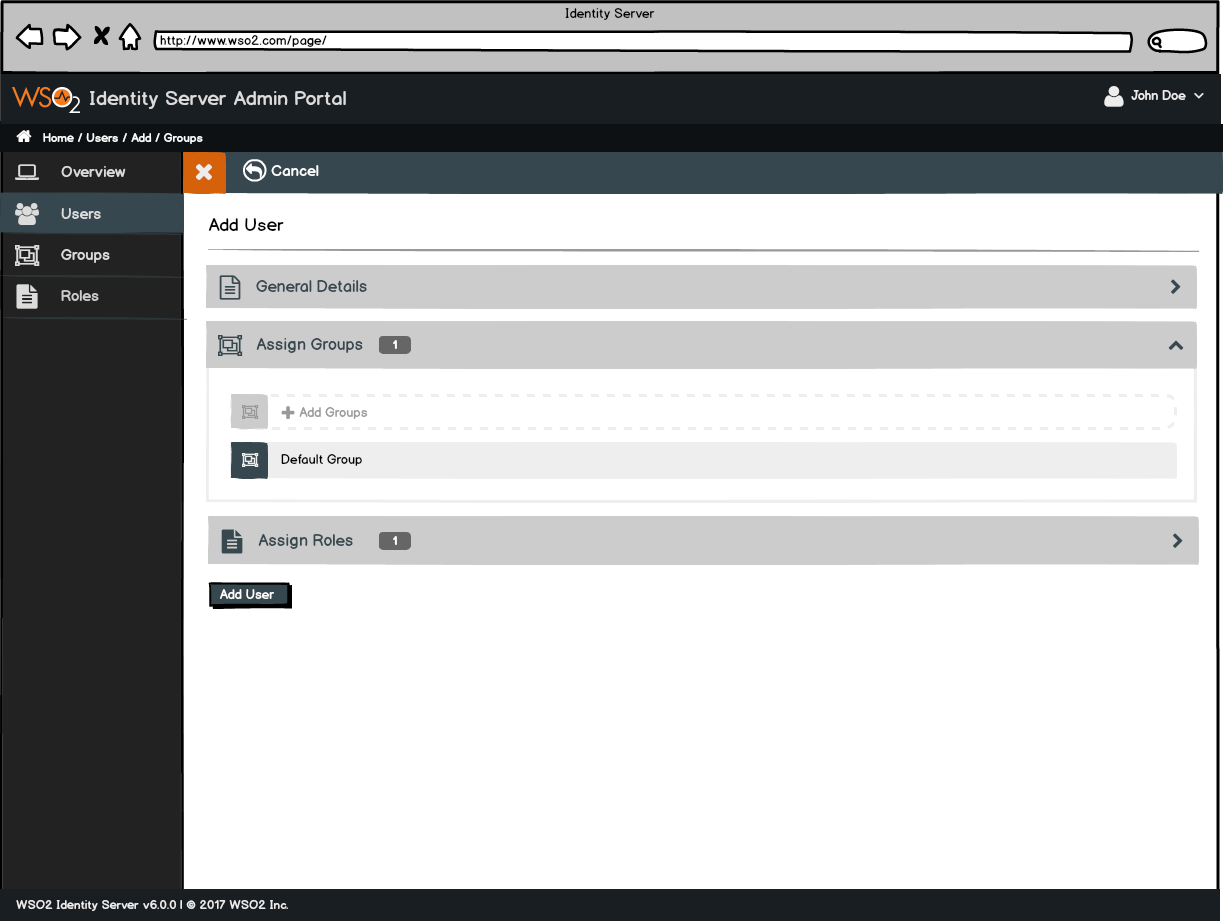 Identity Server
http://www.wso2.com/page/
WSO2 Identity Server Admin Portal
John Doe
Home / Users / Add / Groups
Overview
Cancel
Users
Groups
Roles
Add User
General Details
Assign Groups 1
Add Groups
Default Group
Assign Roles 1
Add User
WSO2 Identity Server v6.0.0 | © 2017 WSO2 Inc.